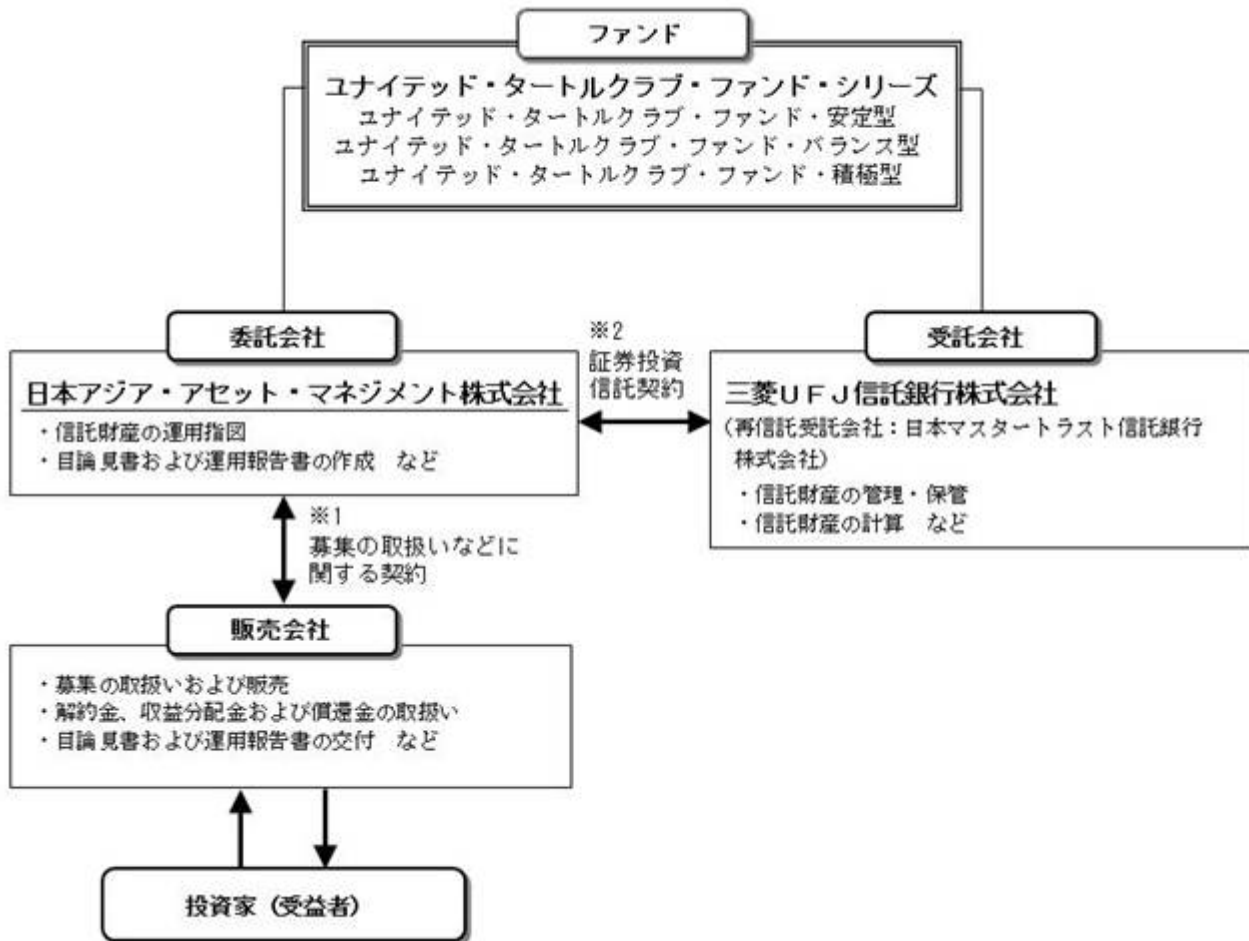 ファンド
ユナイテッド・タートルクラブ・ファンド・シリーズ
ユナイテッド・タートルクラブ・ファンド・安定型
ユナイテッド・タートルクラブ・ファンド・バランス型
ユナイテッド・タートルクラブ・ファンド・積極型
委託会社
日本アジア・アセット・マネジメント株式会社
・信託財産の運用指図
・目論見書および運用報告書の作成　など
※2
証券投資
信託契約
受託会社
三菱ＵＦＪ信託銀行株式会社
(再信託受託会社：日本マスタートラスト信託銀行
株式会社)
・信託財産の管理・保管
・信託財産の計算　など
※1
募集の取扱いなどに
関する契約
販売会社
・募集の取扱いおよび販売
・解約金、収益分配金および償還金の取扱い
・目論見書および運用報告書の交付　など
投資家（受益者）